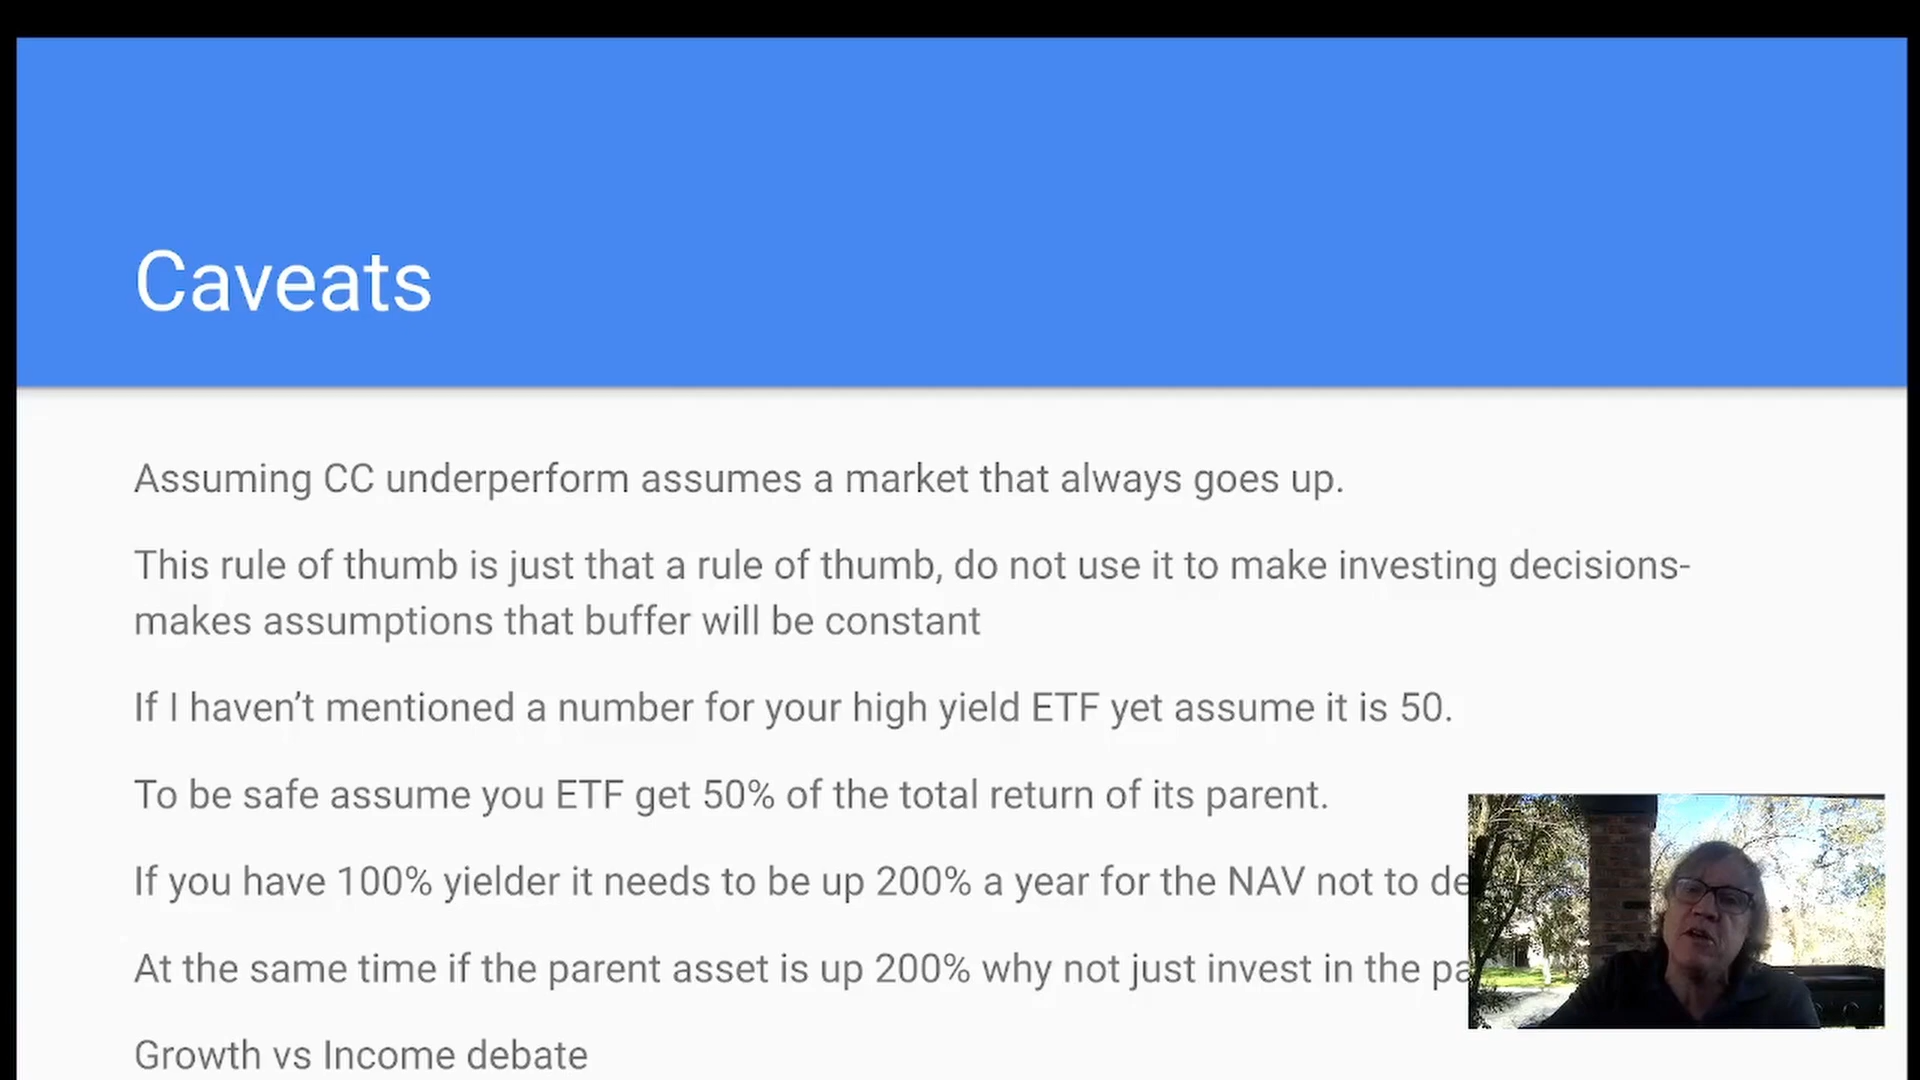 Caveats
Assuming CC underperform assumes a market that always goes up.
This rule of thumb is just that a rule of thumb, do not use it to make investing decisions-
makes assumptions that buffer will be constant
If I haven’t mentioned a number for your high yield ETF yet assume it is 50.
To be safe assume you ETF get 50% of the total return of its parent.
If you have 100% yielder it needs to be up 200% a year for the NAV not to
At the same time if the parent asset is up 200% why not just invest in the
Growth vs Income debate